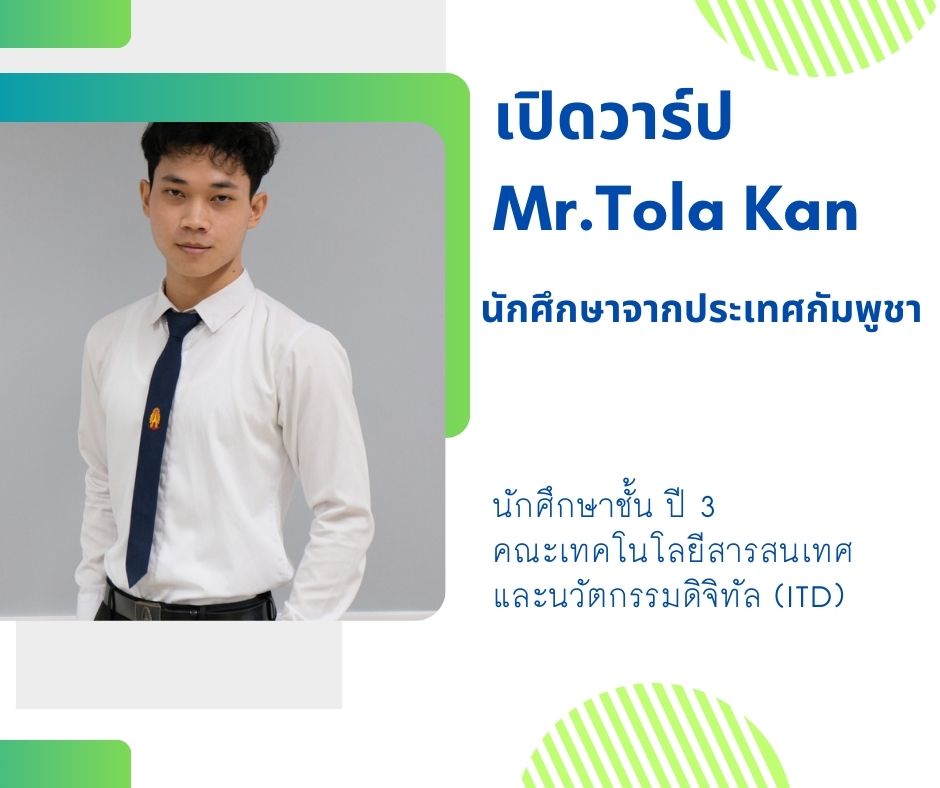 เปิดวาร์ป
Mr.Tola Kan
นักศึกษาจากประเทศกัมพูชา
นักศึกษาชั้น ปี 3
คณะเทคโนโลยีสารสนเทศ
และนวัตกรรมดิจิทัล (ITD)